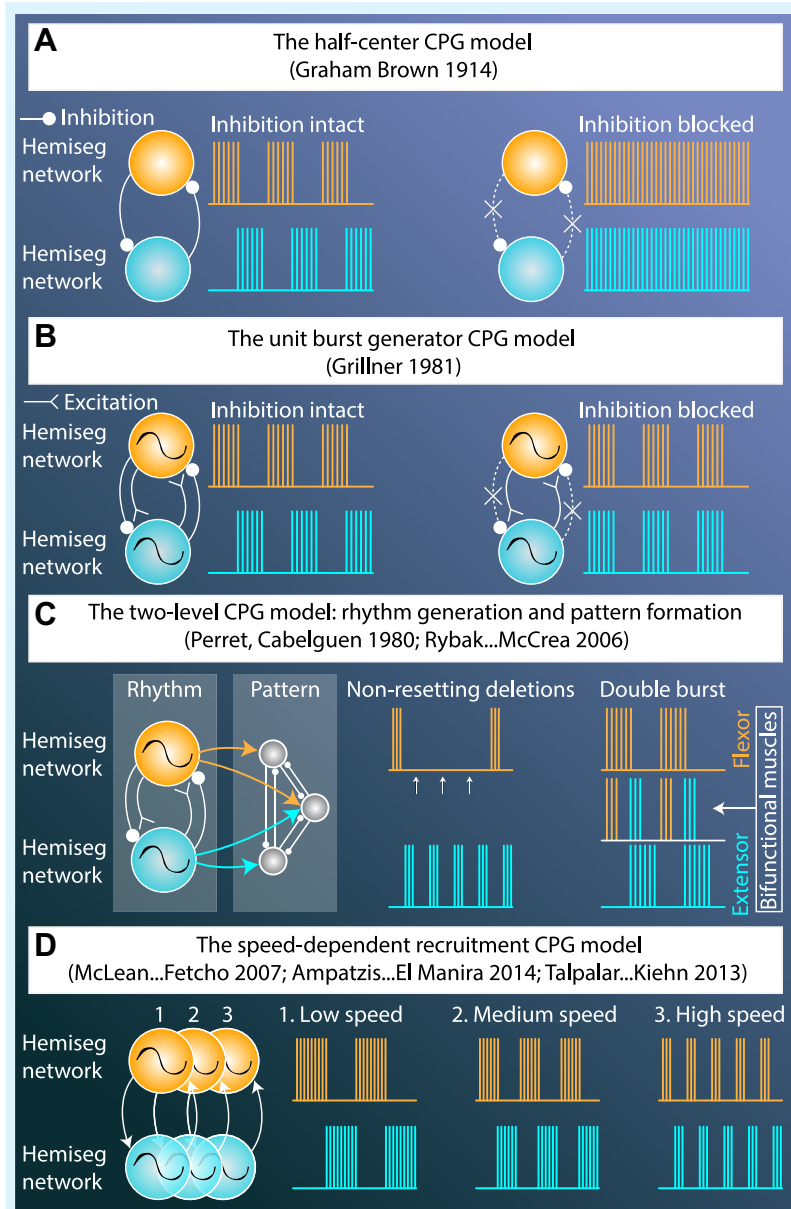 A
The half-center CPG model
(Graham Brown 1914)
Inhibition
Hemiseg
network
Inhibition intact
Inhibition blocked
Hemiseg
network
B
The unit burst generator CPG model
(Grillner 1981)
Excitation
Hemiseg
network
Inhibition intact
Inhibition blocked
Hemiseg
network
C
The two-level CPG model: rhythm generation and pattern formation
(Perret, Cabelguen 1980; Rybak...McCrea 2006)
Rhythm
Pattern
Non-resetting deletions
Double burst
Hemiseg
network
Hemiseg
network
Flexor
Extensor
Bifunctional muscles
D
The speed-dependent recruitment CPG model
(McLean...Fetcho 2007; Ampatzis...El Manira 2014; Talpalar...Kiehn 2013)
1 2 3
1. Low speed
2. Medium speed
3. High speed
Hemiseg
network
Hemiseg
network